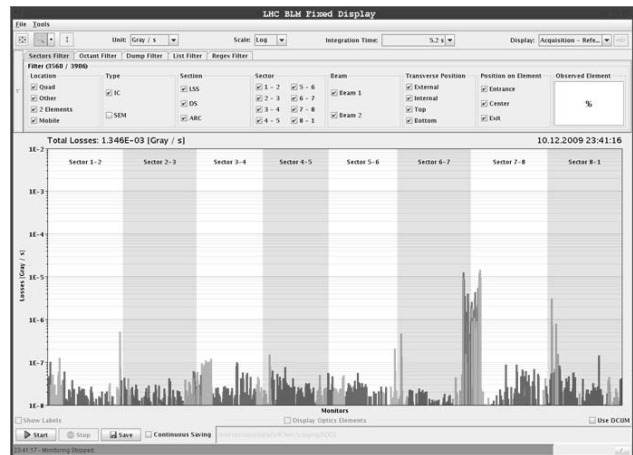 LHC BLM Fixed Display
File Tools
Unit: Gray / s Scale: Log Integration Time: 5.2 s Display: Acquisition - Refe...
Sectors Filter Octant Filter Dump Filter List Filter Regex Filter
Filter (3560 / 3986)
Location Type Section Sector Beam Transverse Position Position on Element Observed Element
Quad IC LSS 1 - 2 5 - 6 Beam 1 External Entrance %
Other 2 - 3 6 - 7 Internal
2 Elements SEM DS 3 - 4 7 - 8 Beam 2 Top Center
Mobile ARC 4 - 5 8 - 1 Bottom Exit
Total Losses: 1.346E-03 [Gray / s] 10.12.2009 23:41:16
1E-2
Sector 1-2 Sector 2-3 Sector 3-4 Sector 4-5 Sector 5-6 Sector 6-7 Sector 7-8 Sector 8-1
1E-3
1E-4
Losses [Gray / s]
1E-5
1E-6
1E-7
1E-8
Monitors
Show Labels Display Optics Elements Use DCUM
Start Stop Save Continuous Saving
23:41:17 - Monitoring Stopped.